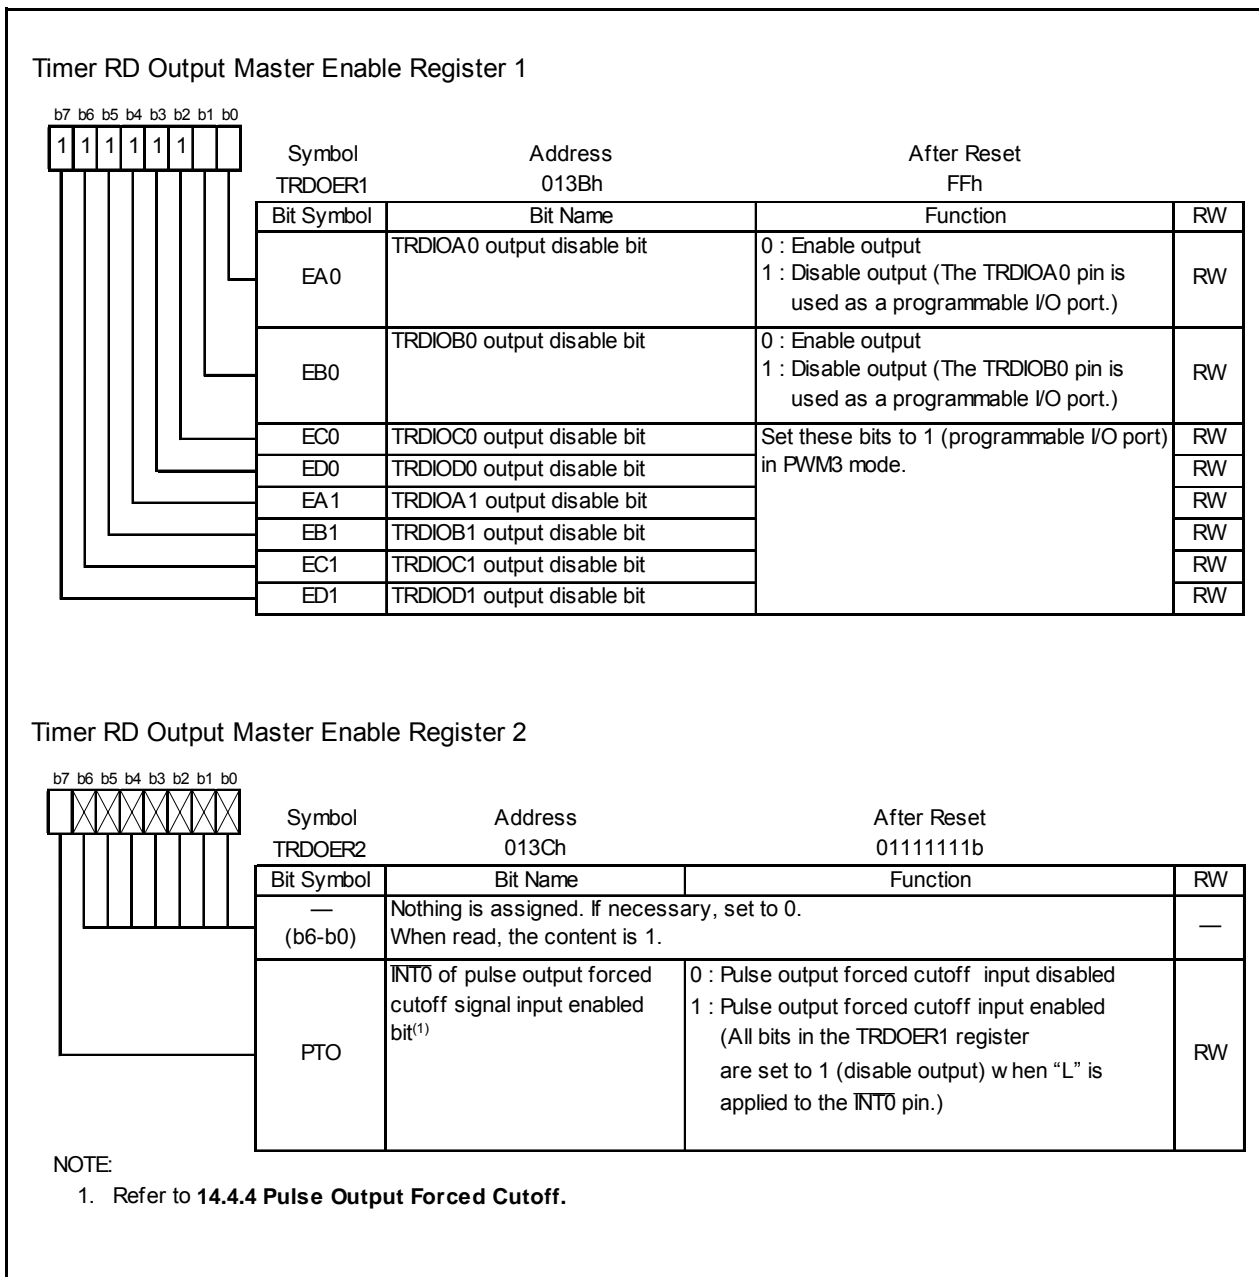 Timer RD Output Master Enable Register 1
b7 b6 b5 b4 b3 b2 b1 b0
1 1 1 1 1 1
Symbol Address After Reset
TRDOER1 013Bh FFh
Bit Symbol Bit Name Function RW
EA0 TRDIOA0 output disable bit 0 : Enable output
1 : Disable output (The TRDIOA0 pin is
used as a programmable I/O port.) RW
EB0 TRDIOB0 output disable bit 0 : Enable output
1 : Disable output (The TRDIOB0 pin is
used as a programmable I/O port.) RW
EC0 TRDIOC0 output disable bit Set these bits to 1 (programmable I/O port) RW
ED0 TRDIOD0 output disable bit in PWM3 mode. RW
EA1 TRDIOA1 output disable bit RW
EB1 TRDIOB1 output disable bit RW
EC1 TRDIOC1 output disable bit RW
ED1 TRDIOD1 output disable bit RW
Timer RD Output Master Enable Register 2
b7 b6 b5 b4 b3 b2 b1 b0
Symbol Address After Reset
TRDOER2 013Ch 01111111b
Bit Symbol Bit Name Function RW
— Nothing is assigned. If necessary, set to 0.
(b6-b0) When read, the content is 1. —
PTO
INT0 of pulse output forced
cutoff signal input enabled
bit(1)
0 : Pulse output forced cutoff input disabled
1 : Pulse output forced cutoff input enabled
(All bits in the TRDOER1 register
are set to 1 (disable output) when “L” is
applied to the INT0 pin.)
RW
NOTE:
1. Refer to 14.4.4 Pulse Output Forced Cutoff.